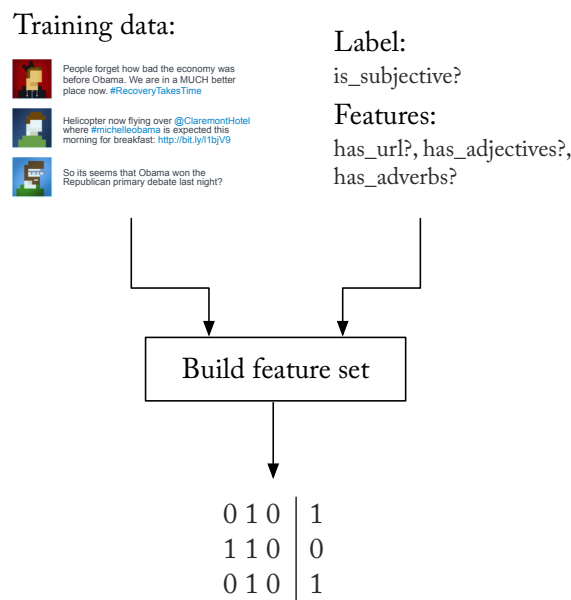 Training data:
People forget how bad the economy was
before Obama. We are in a MUCH better
place now. #RecoveryTakesTime
Helicopter now flying over @ClaremontHotel
where #michelleobama is expected this
morning for breakfast: http://bit.ly/l1bjV9
So its seems that Obama won the
Republican primary debate last night?
Label:
is_subjective?
Features:
has_url?, has_adjectives?,
has_adverbs?
Build feature set
0 1 0 | 1
1 1 0 | 0
0 1 0 | 1